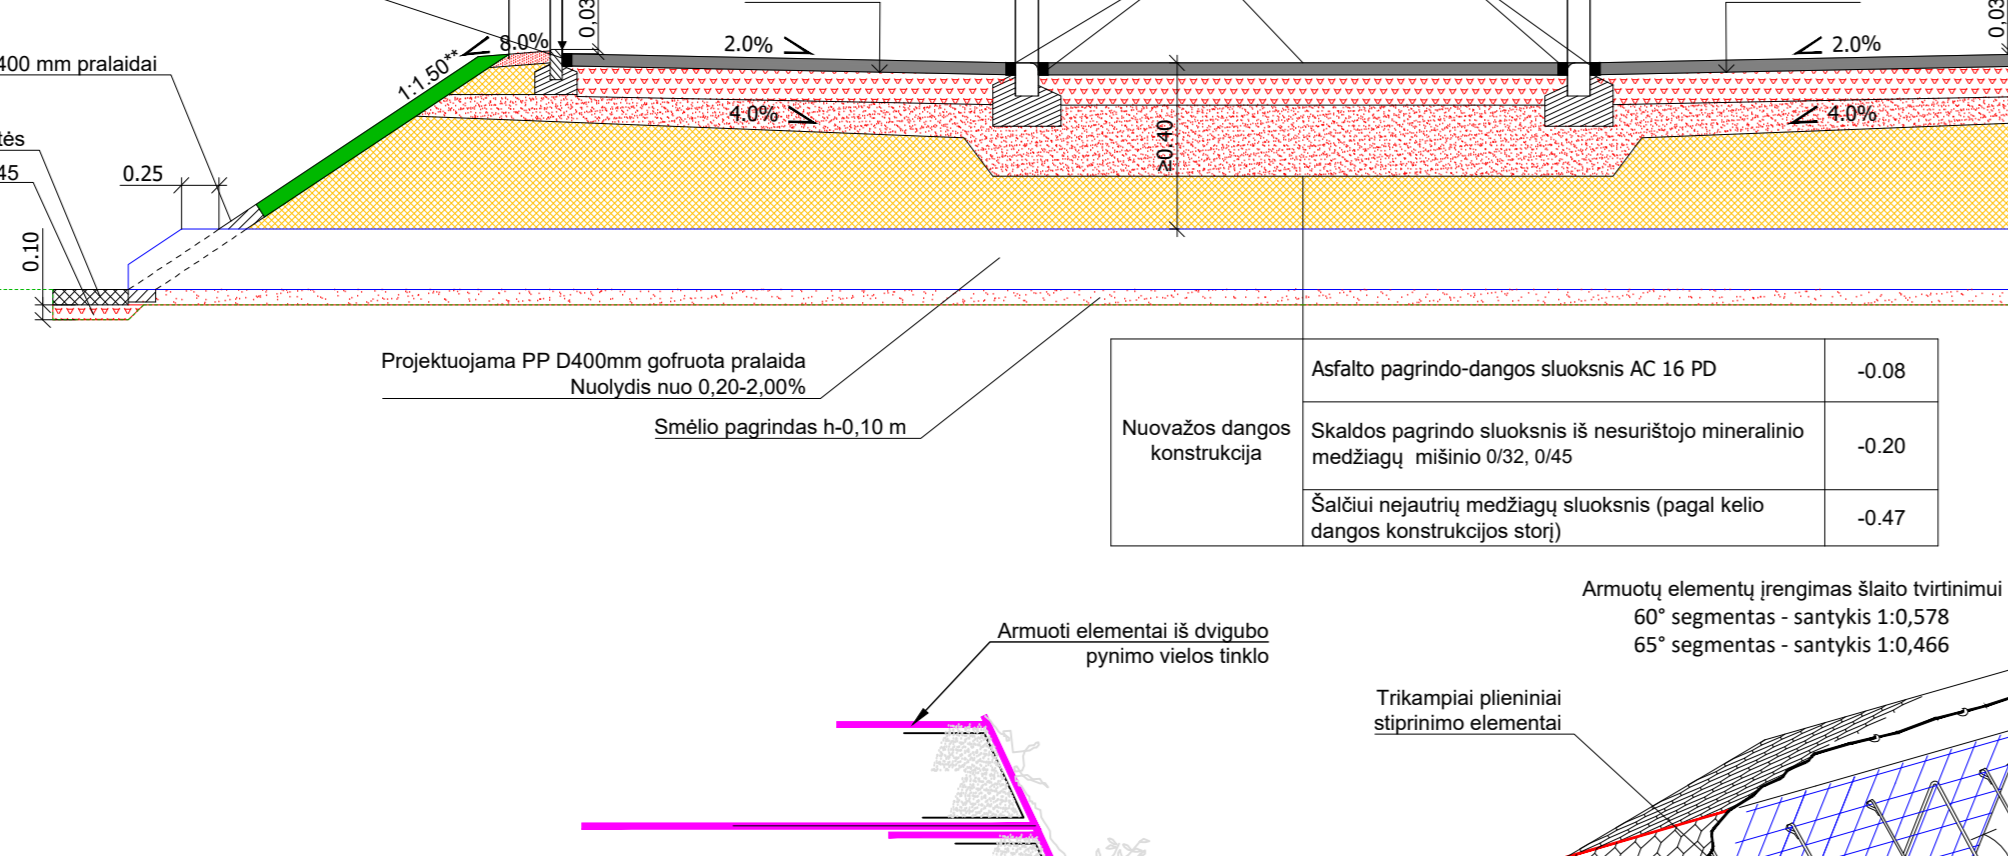 0,03
0,03
8.0%
2.0%
2.0%
400 mm pralaidai
1:1.50**
4.0%
4.0%
tės
45
0.25
≥0.40
0.10
Projektuojama PP D400mm gofruota pralaida
Nuolydis nuo 0,20-2,00%
Smėlio pagrindas h-0,10 m
Nuovažos dangos
konstrukcija
Asfalto pagrindo-dangos sluoksnis AC 16 PD
-0.08
Skaldos pagrindo sluoksnis iš nesurištojo mineralinio
medžiagų mišinio 0/32, 0/45
-0.20
Šalčiui nejautrių medžiagų sluoksnis (pagal kelio
dangos konstrukcijos storį)
-0.47
Armuotų elementų įrengimas šlaito tvirtinimui
60° segmentas - santykis 1:0,578
65° segmentas - santykis 1:0,466
Armuoti elementai iš dvigubo
pynimo vielos tinklo
Trikampiai plieniniai
stiprinimo elementai